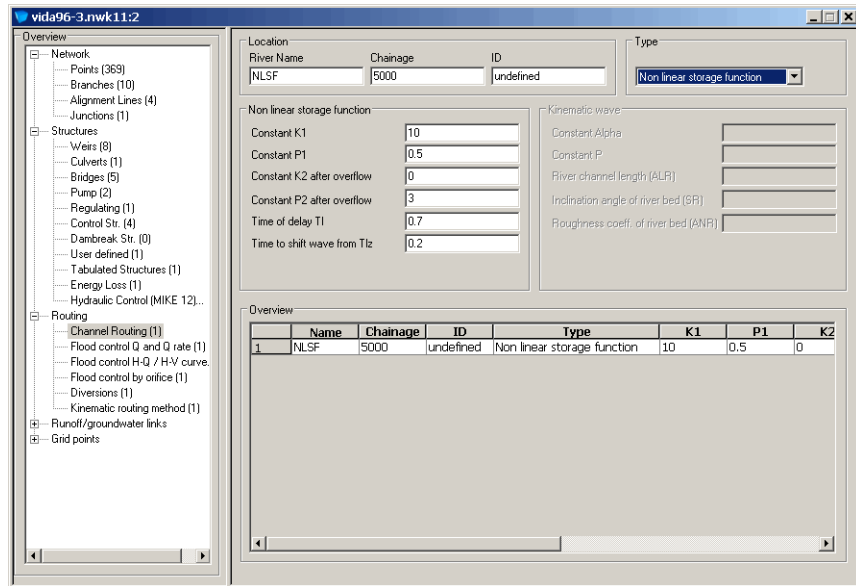 vida96-3.nwk11:2
Overview
Network
Points (369)
Branches (10)
Alignment Lines (4)
Junctions (1)
Structures
Weirs (8)
Culverts (1)
Bridges (5)
Pump (2)
Regulating (1)
Control Str. (4)
Dambreak Str. (0)
User defined (1)
Tabulated Structures (1)
Energy Loss (1)
Hydraulic Control (MIKE 12)...
Routing
Channel Routing (1)
Flood control Q and Q rate (1)
Flood control H-Q / H-V curve.
Flood control by orifice (1)
Diversions (1)
Kinematic routing method (1)
Runoff/groundwater links
Grid points
Location
River Name Chainage ID
NLSF 5000 undefined
Type
Non linear storage function
Non linear storage function
Constant K1 10
Constant P1 0.5
Constant K2 after overflow 0
Constant P2 after overflow 3
Time of delay Tl 0.7
Time to shift wave from Tlz 0.2
Kinematic wave
Constant Alpha
Constant P
River channel length (ALR)
Inclination angle of river bed (SR)
Roughness coeff. of river bed (ANR)
Overview
Name Chainage ID Type K1 P1 K2
1 NLSF 5000 undefined Non linear storage function 10 0.5 0